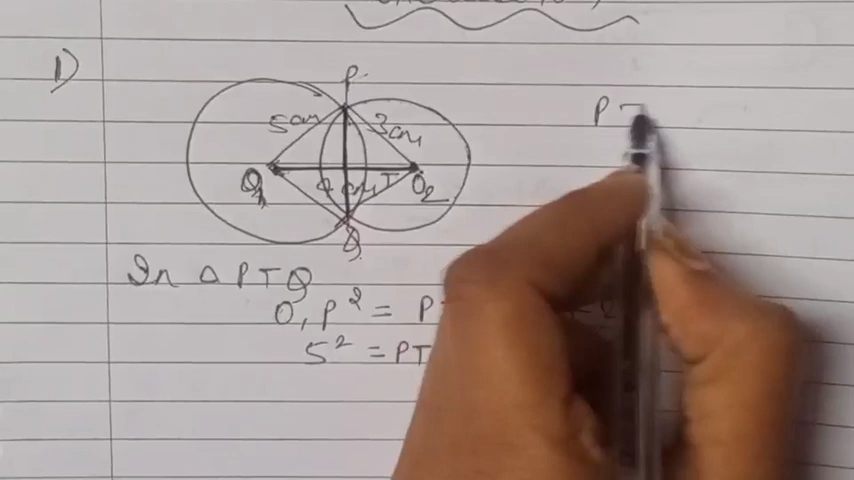 1)
P
5cm 3cm
O₁ 4cm T O₂
Q
In △PTQ
O₁P² = P
5² = PT
P